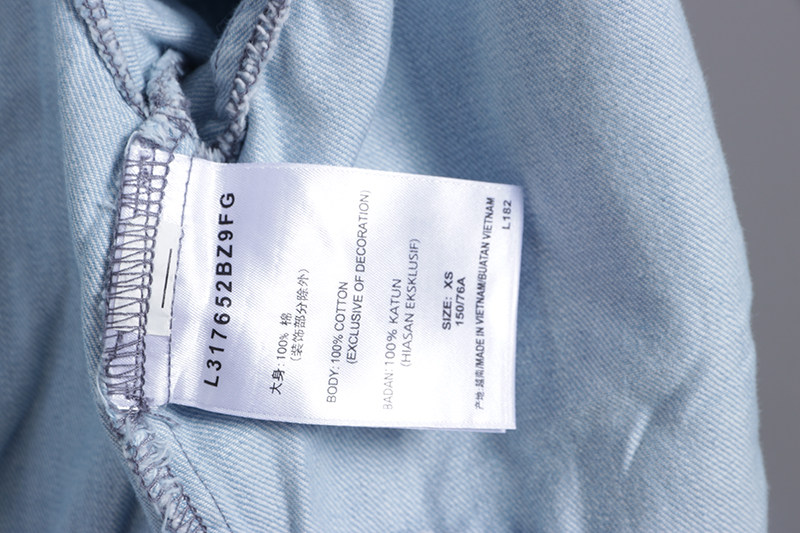 L317652BZ9FG
大身:100% 棉
(装饰部分除外)
BODY: 100% COTTON
(EXCLUSIVE OF DECORATION)
BADAN:100% KATUN
(HIASAN EKSKLUSIF)
SIZE: XS
150/76A
产地:越南/MADE IN VIETNAM/BUATAN VIETNAM
L182